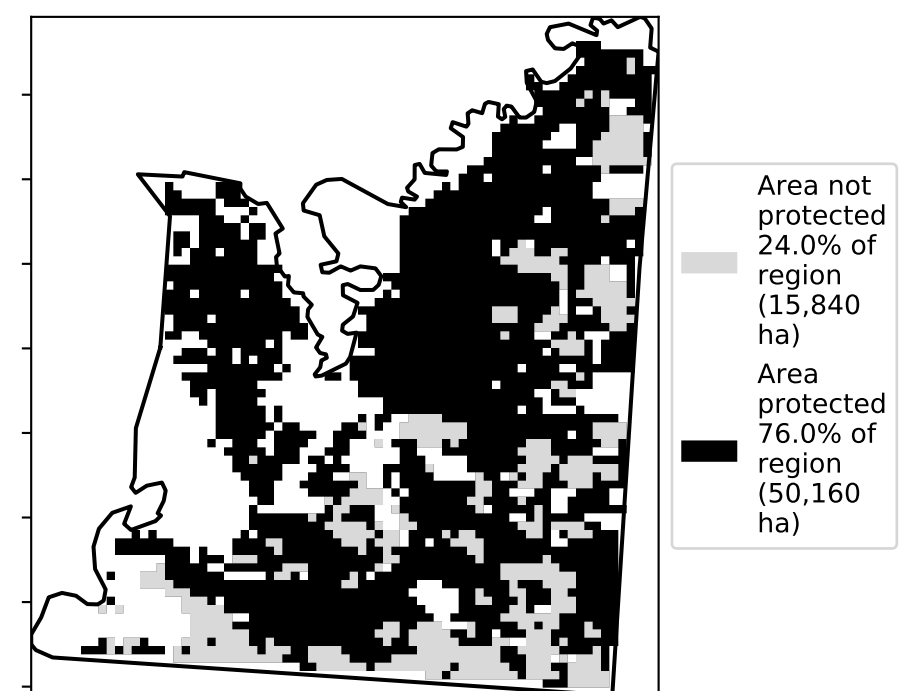 Area not
protected
24.0% of
region
(15,840
ha)
Area
protected
76.0% of
region
(50,160
ha)